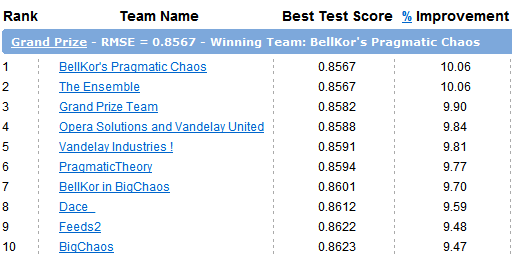 Rank Team Name Best Test Score % Improvement
Grand Prize - RMSE = 0.8567 - Winning Team: BellKor's Pragmatic Chaos
1 BellKor's Pragmatic Chaos 0.8567 10.06
2 The Ensemble 0.8567 10.06
3 Grand Prize Team 0.8582 9.90
4 Opera Solutions and Vandelay United 0.8588 9.84
5 Vandelay Industries ! 0.8591 9.81
6 PragmaticTheory 0.8594 9.77
7 BellKor in BigChaos 0.8601 9.70
8 Dace_ 0.8612 9.59
9 Feeds2 0.8622 9.48
10 BigChaos 0.8623 9.47